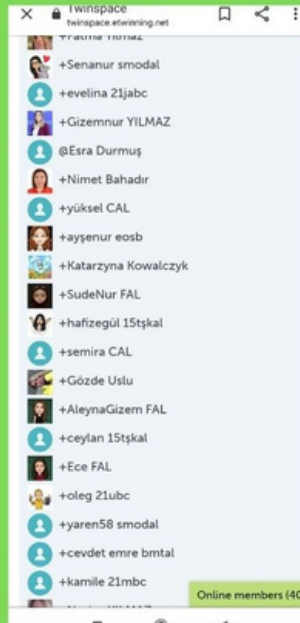 Twinspace
twinspace.etwinning.net
+Fatma Yılmaz
+Senanur smodal
+evelina 21jabc
+Gizemnur YILMAZ
@Esra Durmuş
+Nimet Bahadır
+yüksel CAL
+ayşenur eosb
+Katarzyna Kowalczyk
+SudeNur FAL
+hafizegül 15tşkal
+semira CAL
+Gözde Uslu
+AleynaGizem FAL
+ceylan 15tşkal
+Ece FAL
+oleg 21ubc
+yaren58 smodal
+cevdet emre bmtal
+kamile 21mbc
Online members (40